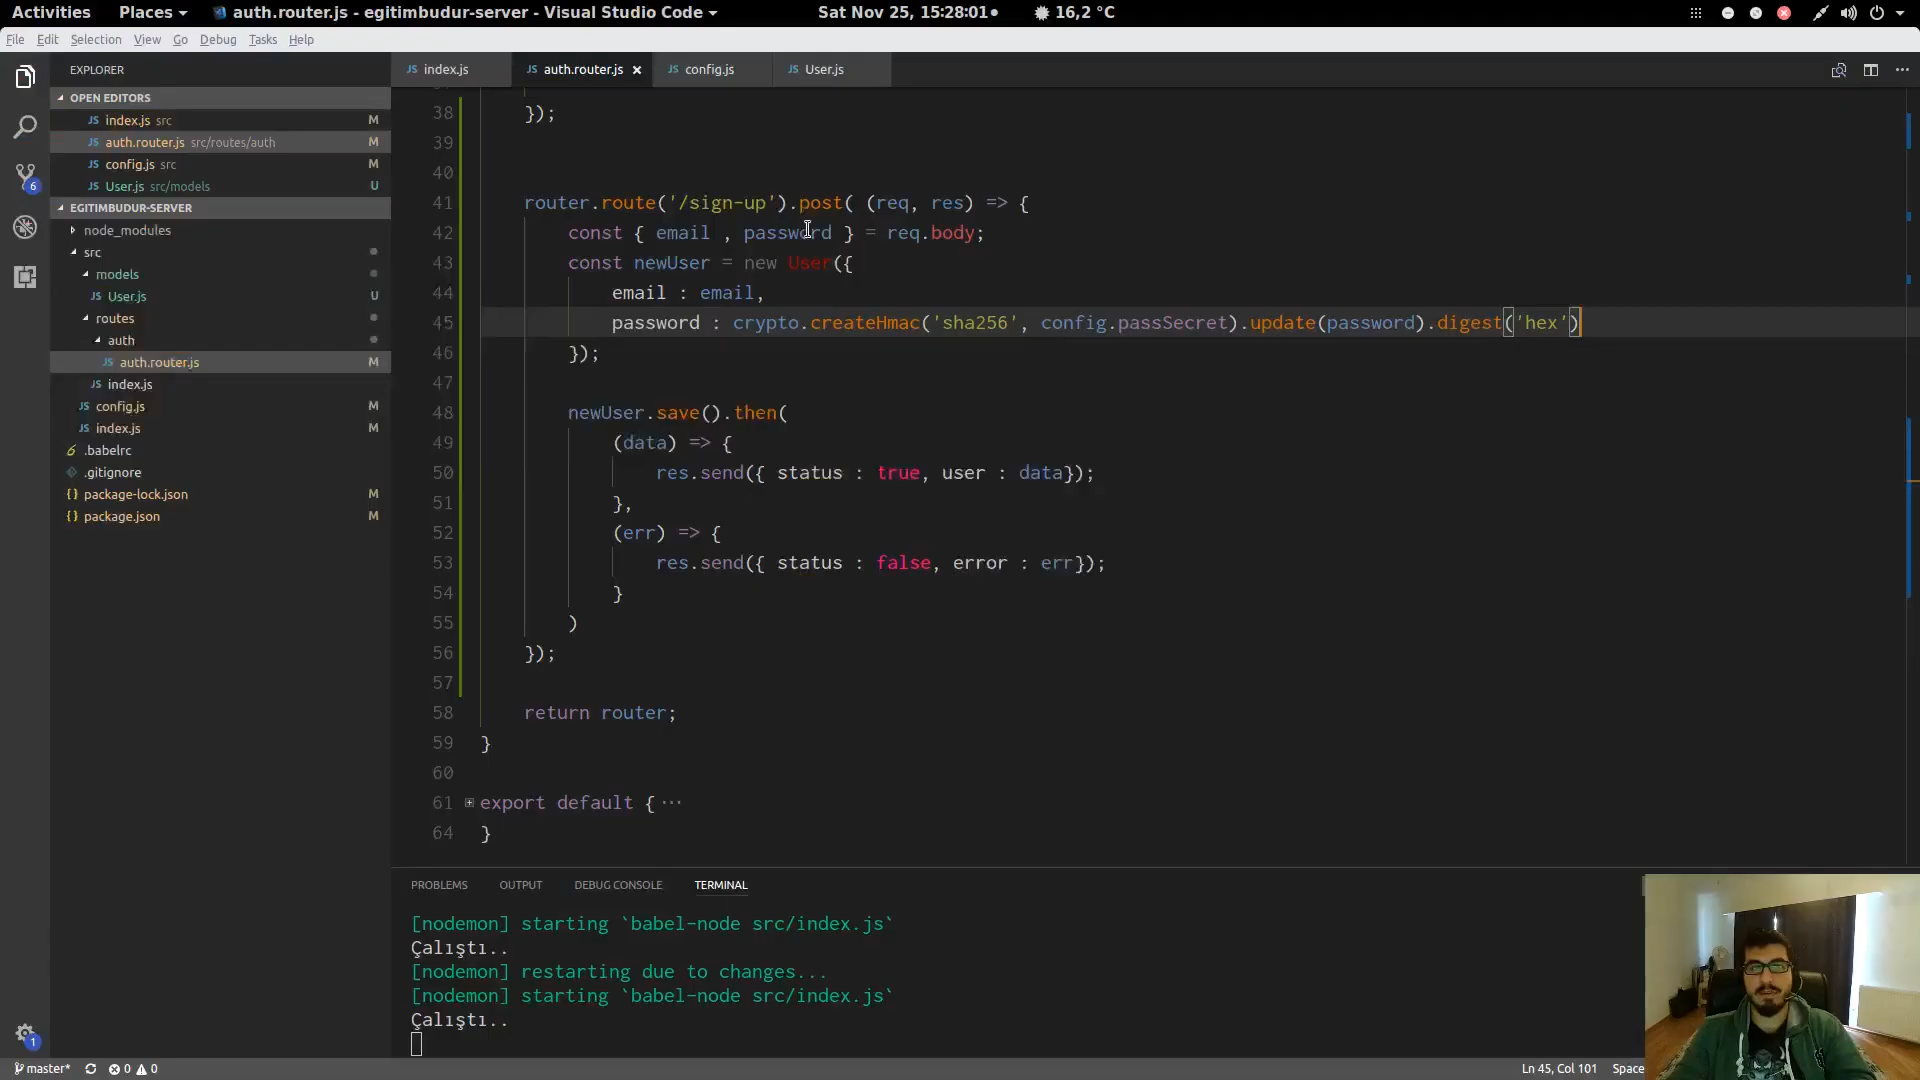 Activities Places auth.router.js - egitimbudur-server - Visual Studio Code Sat Nov 25, 15:28:01 16,2 °C
File Edit Selection View Go Debug Tasks Help
EXPLORER
OPEN EDITORS
JS index.js src M
JS auth.router.js src/routes/auth M
JS config.js src M
JS User.js src/models U
EGITIMBUDUR-SERVER
node_modules
src
models
JS User.js U
routes
auth
JS auth.router.js M
JS index.js
JS config.js M
JS index.js M
.babelrc
.gitignore
{} package-lock.json M
{} package.json M
6
1
JS index.js JS auth.router.js JS config.js JS User.js
38 });
39
40
41 router.route('/sign-up').post( (req, res) => {
42 const { email , password } = req.body;
43 const newUser = new User({
44 email : email,
45 password : crypto.createHmac('sha256', config.passSecret).update(password).digest('hex')
46 });
47
48 newUser.save().then(
49 (data) => {
50 res.send({ status : true, user : data});
51 },
52 (err) => {
53 res.send({ status : false, error : err});
54 }
55 )
56 });
57
58 return router;
59 }
60
61 export default { ···
64 }
PROBLEMS OUTPUT DEBUG CONSOLE TERMINAL
[nodemon] starting `babel-node src/index.js`
Çalıştı..
[nodemon] restarting due to changes...
[nodemon] starting `babel-node src/index.js`
Çalıştı..
master* 0 0 Ln 45, Col 101